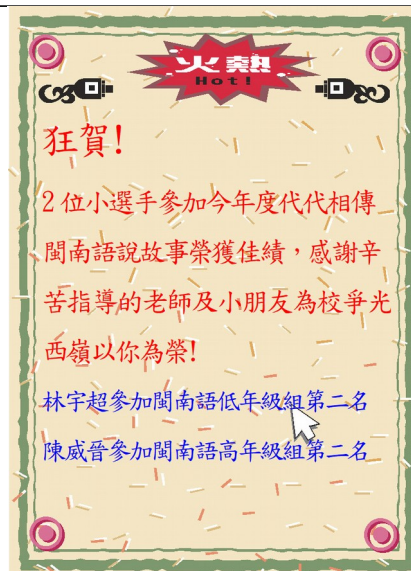 火熱
Hot!
狂賀!
2位小選手參加今年度代代相傳
閩南語說故事榮獲佳績，感謝辛
苦指導的老師及小朋友為校爭光
西嶺以你為榮!
林宇超參加閩南語低年級組第二名
陳威晉參加閩南語高年級組第二名